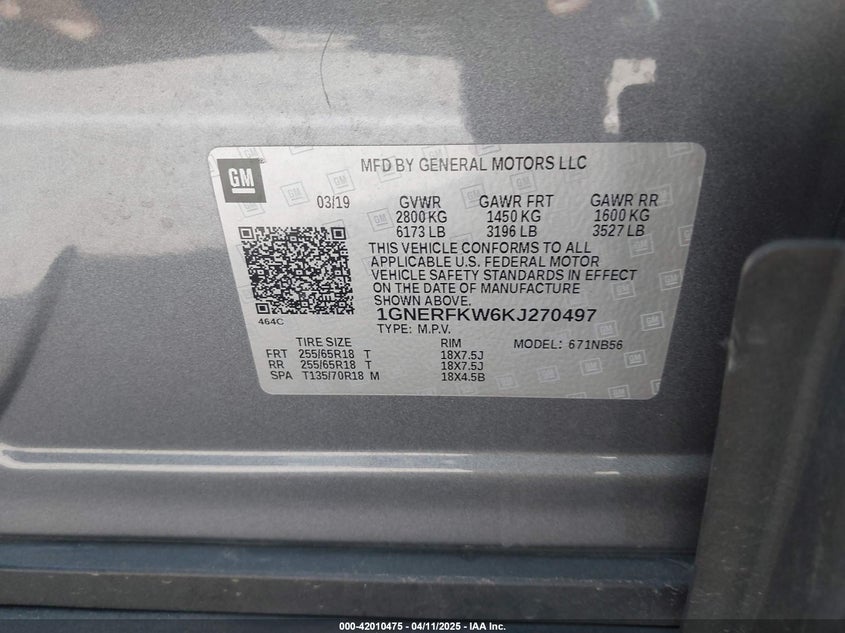 GM
MFD BY GENERAL MOTORS LLC
03/19 GVWR GAWR FRT GAWR RR
2800 KG 1450 KG 1600 KG
6173 LB 3196 LB 3527 LB
THIS VEHICLE CONFORMS TO ALL
APPLICABLE U.S. FEDERAL MOTOR
VEHICLE SAFETY STANDARDS IN EFFECT
ON THE DATE OF MANUFACTURE
SHOWN ABOVE.
464C
1GNERFKW6KJ270497
TYPE: M.P.V. MODEL: 671NB56
TIRE SIZE RIM
FRT 255/65R18 T 18X7.5J
RR 255/65R18 T 18X7.5J
SPA T135/70R18 M 18X4.5B
000-42010475 - 04/11/2025 - IAA Inc.